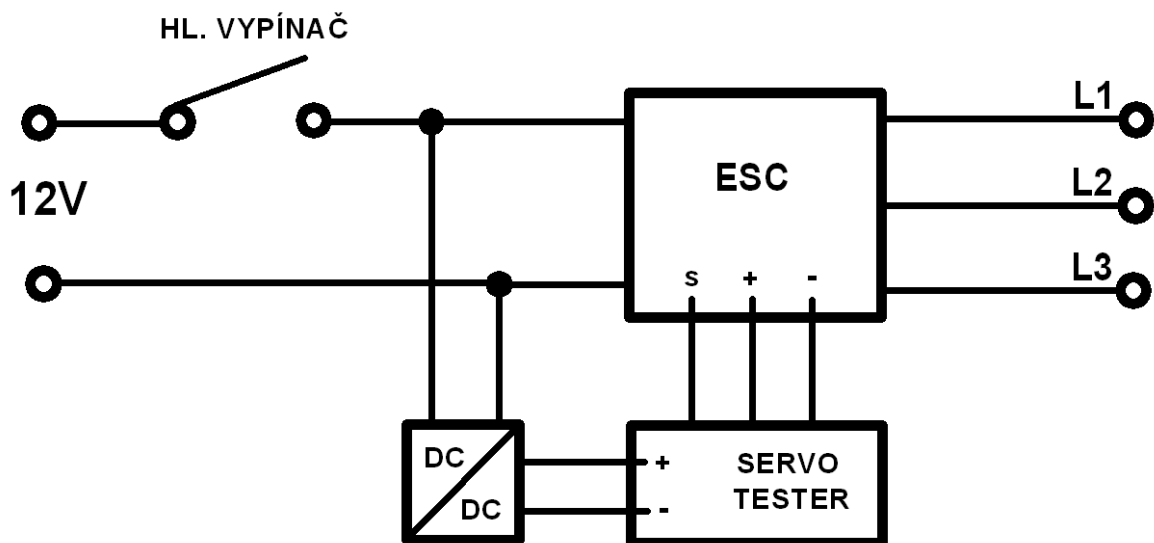 HL. VYPÍNAČ
12V
ESC
L1
L2
L3
S + -
DC
DC
+
-
SERVO
TESTER